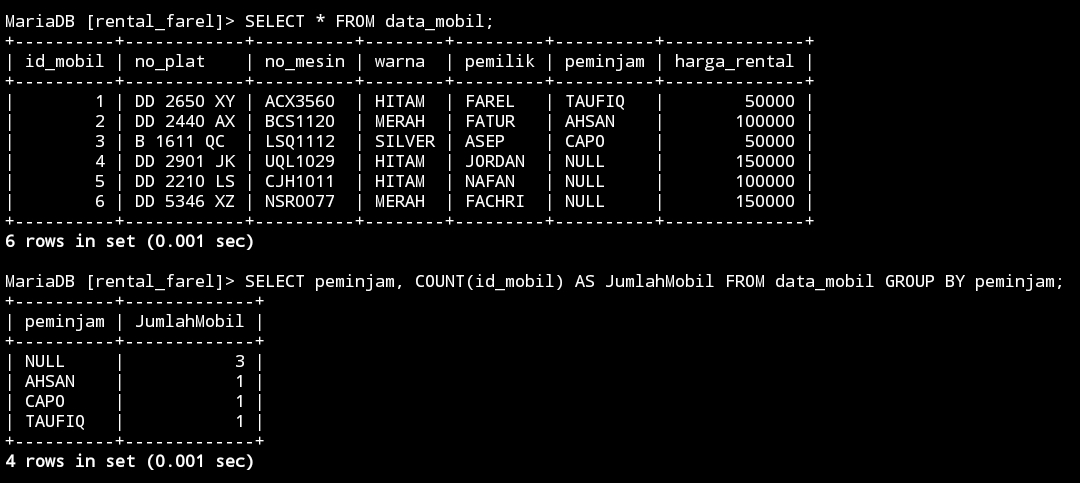 MariaDB [rental_farel]> SELECT * FROM data_mobil;
+----------+------------+----------+--------+---------+----------+--------------+
| id_mobil | no_plat    | no_mesin | warna  | pemilik | peminjam | harga_rental |
+----------+------------+----------+--------+---------+----------+--------------+
|        1 | DD 2650 XY | ACX3560  | HITAM  | FAREL   | TAUFIQ   |        50000 |
|        2 | DD 2440 AX | BCS1120  | MERAH  | FATUR   | AHSAN    |       100000 |
|        3 | B 1611 QC  | LSQ1112  | SILVER | ASEP    | CAPO     |        50000 |
|        4 | DD 2901 JK | UQL1029  | HITAM  | JORDAN  | NULL     |       150000 |
|        5 | DD 2210 LS | CJH1011  | HITAM  | NAFAN   | NULL     |       100000 |
|        6 | DD 5346 XZ | NSR0077  | MERAH  | FACHRI  | NULL     |       150000 |
+----------+------------+----------+--------+---------+----------+--------------+
6 rows in set (0.001 sec)
MariaDB [rental_farel]> SELECT peminjam, COUNT(id_mobil) AS JumlahMobil FROM data_mobil GROUP BY peminjam;
+----------+-------------+
| peminjam | JumlahMobil |
+----------+-------------+
| NULL     |           3 |
| AHSAN    |           1 |
| CAPO     |           1 |
| TAUFIQ   |           1 |
+----------+-------------+
4 rows in set (0.001 sec)